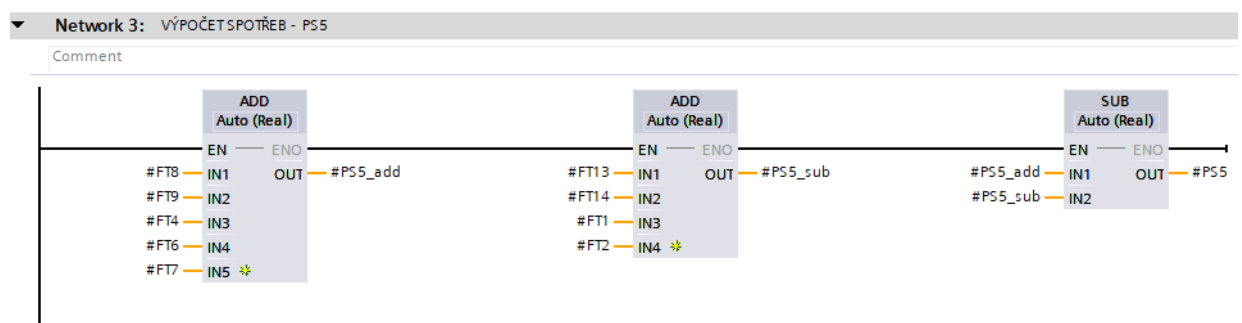 Network 3: VÝPOČET SPOTŘEB - PS5
Comment
ADD
Auto (Real)
EN ENO
#FT8 IN1 OUT #PS5_add
#FT9 IN2
#FT4 IN3
#FT6 IN4
#FT7 IN5
ADD
Auto (Real)
EN ENO
#FT13 IN1 OUT #PS5_sub
#FT14 IN2
#FT1 IN3
#FT2 IN4
SUB
Auto (Real)
EN ENO
#PS5_add IN1 OUT #PS5
#PS5_sub IN2